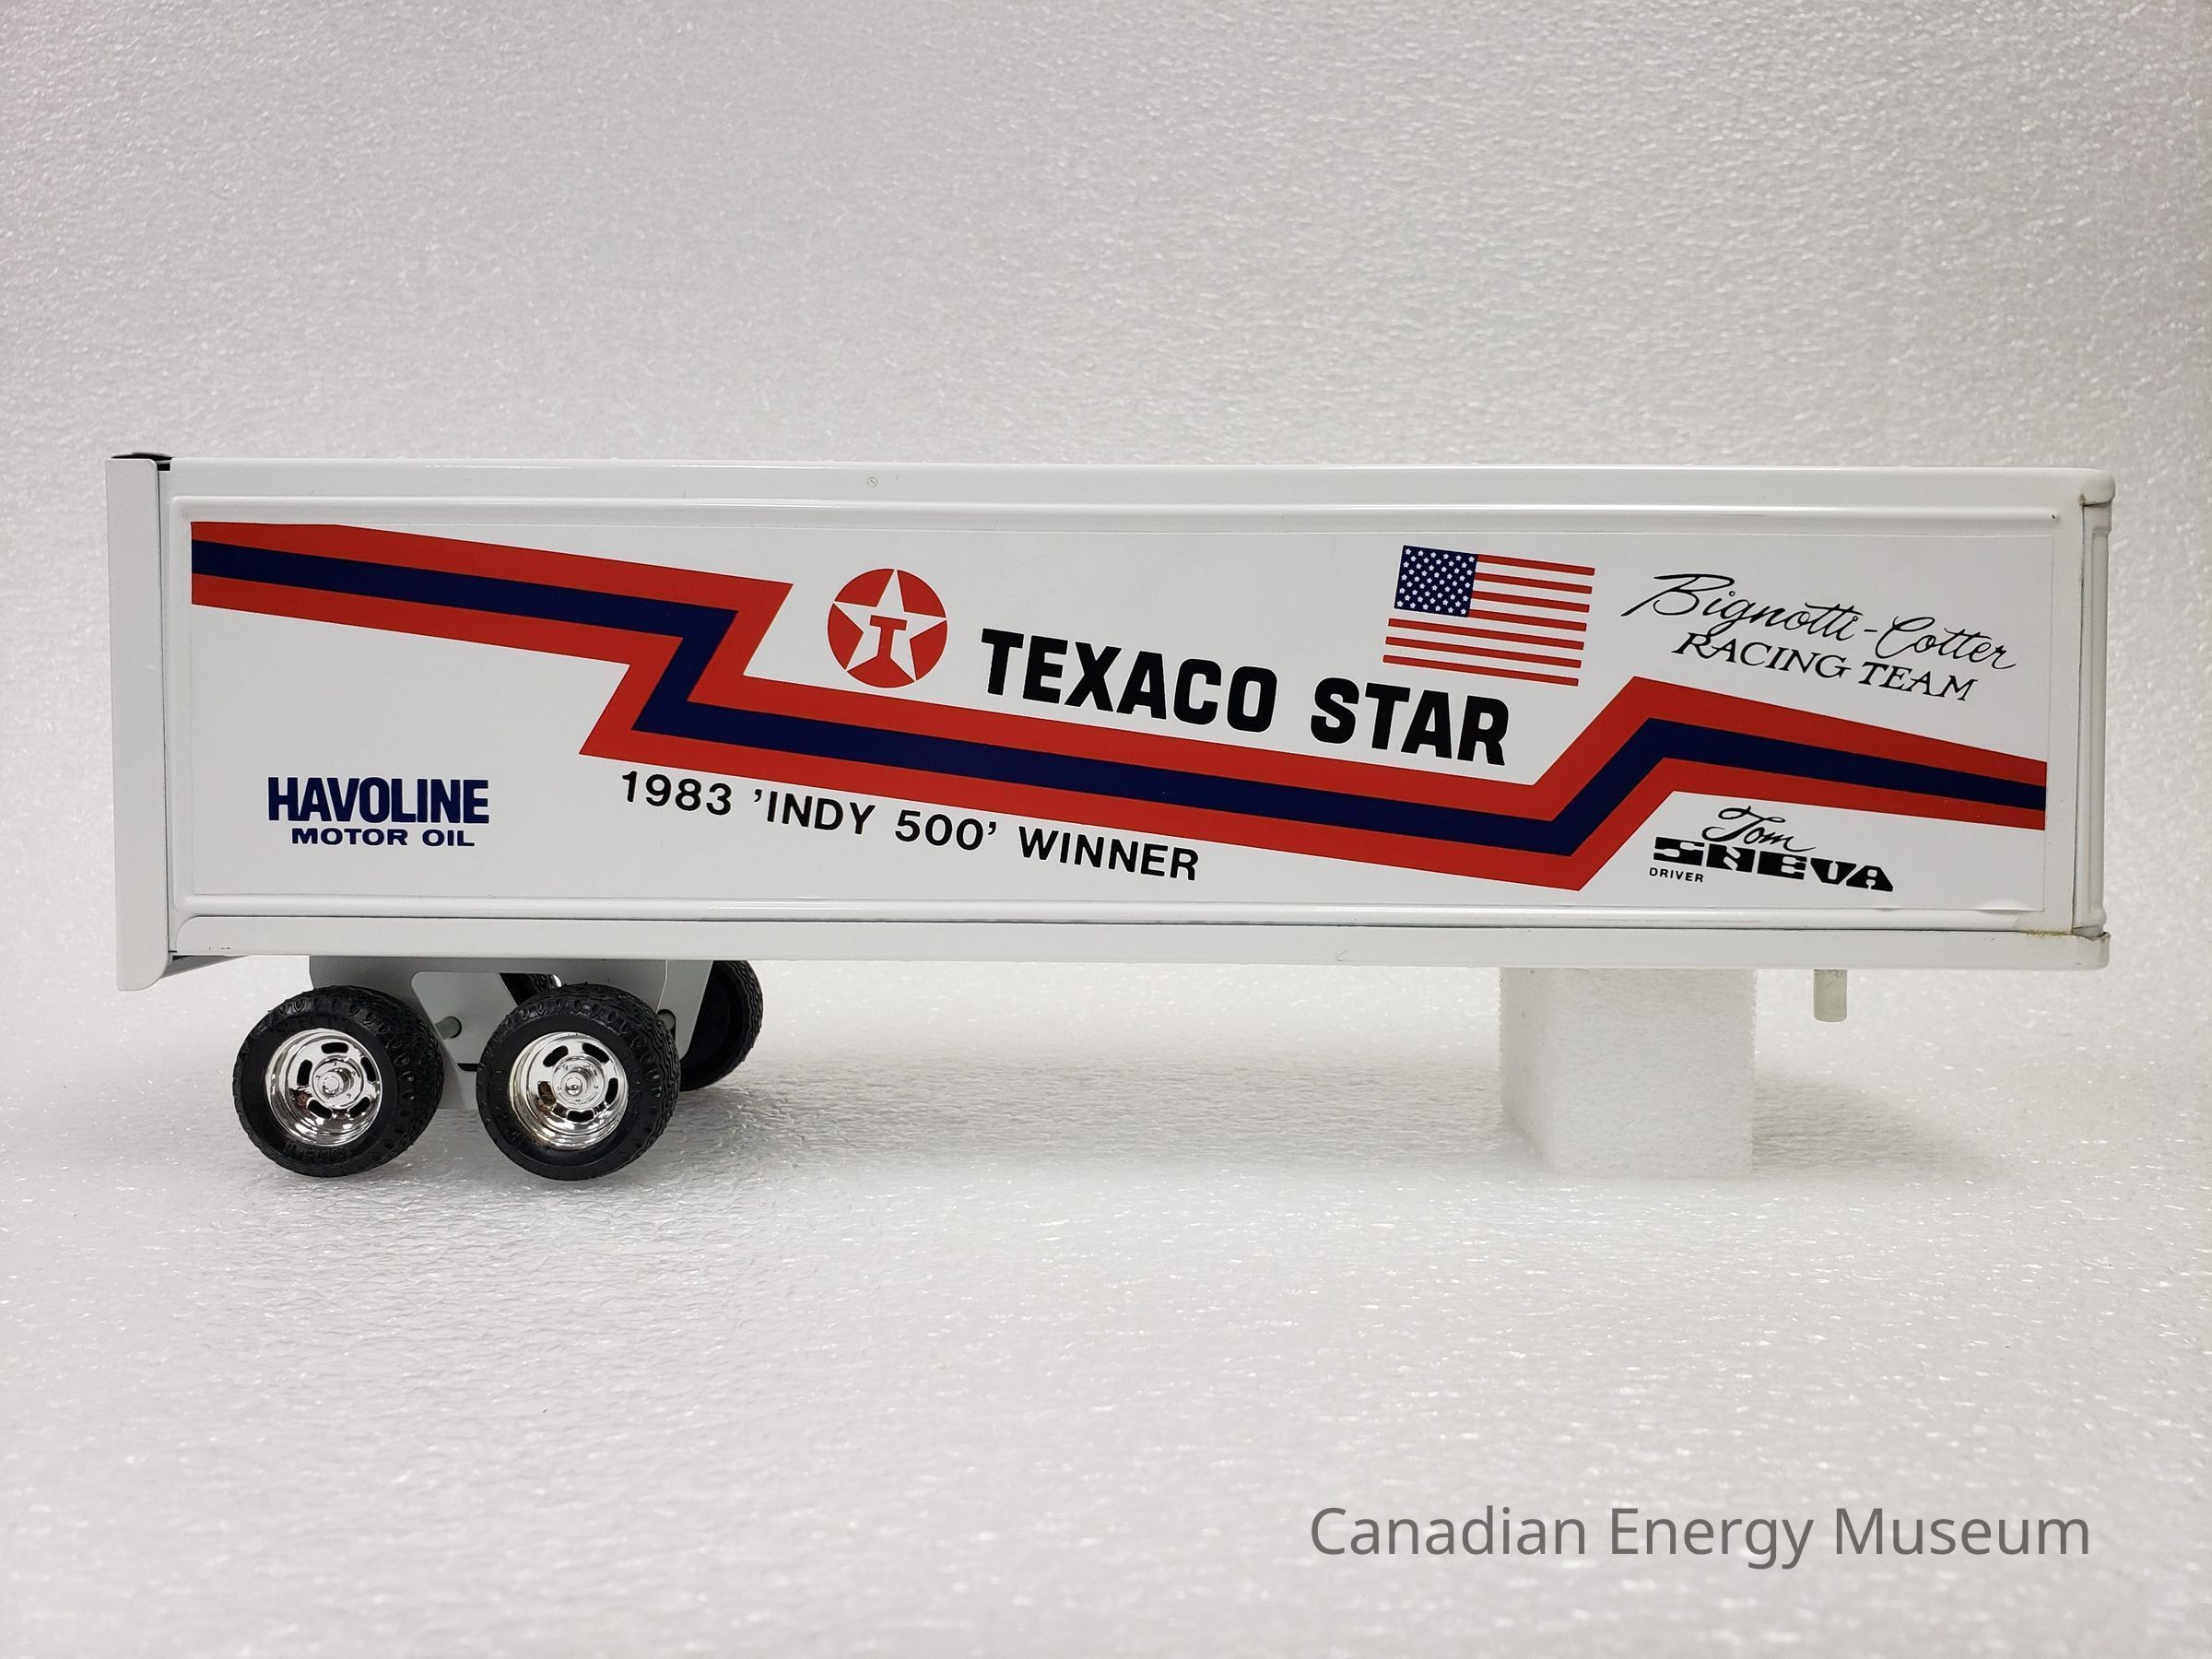 T
TEXACO STAR
Bignotti-Cotter
RACING TEAM
HAVOLINE
MOTOR OIL
1983 'INDY 500' WINNER
Tom
SNEVA
DRIVER
Canadian Energy Museum